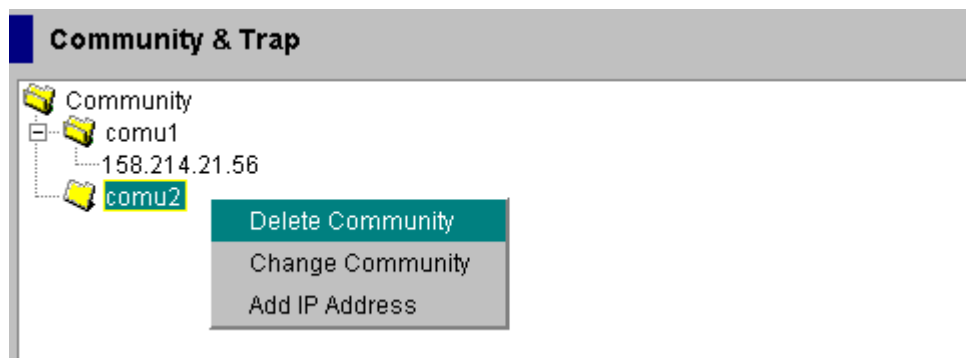 Community & Trap
Community
comu1
158.214.21.56
comu2
Delete Community
Change Community
Add IP Address